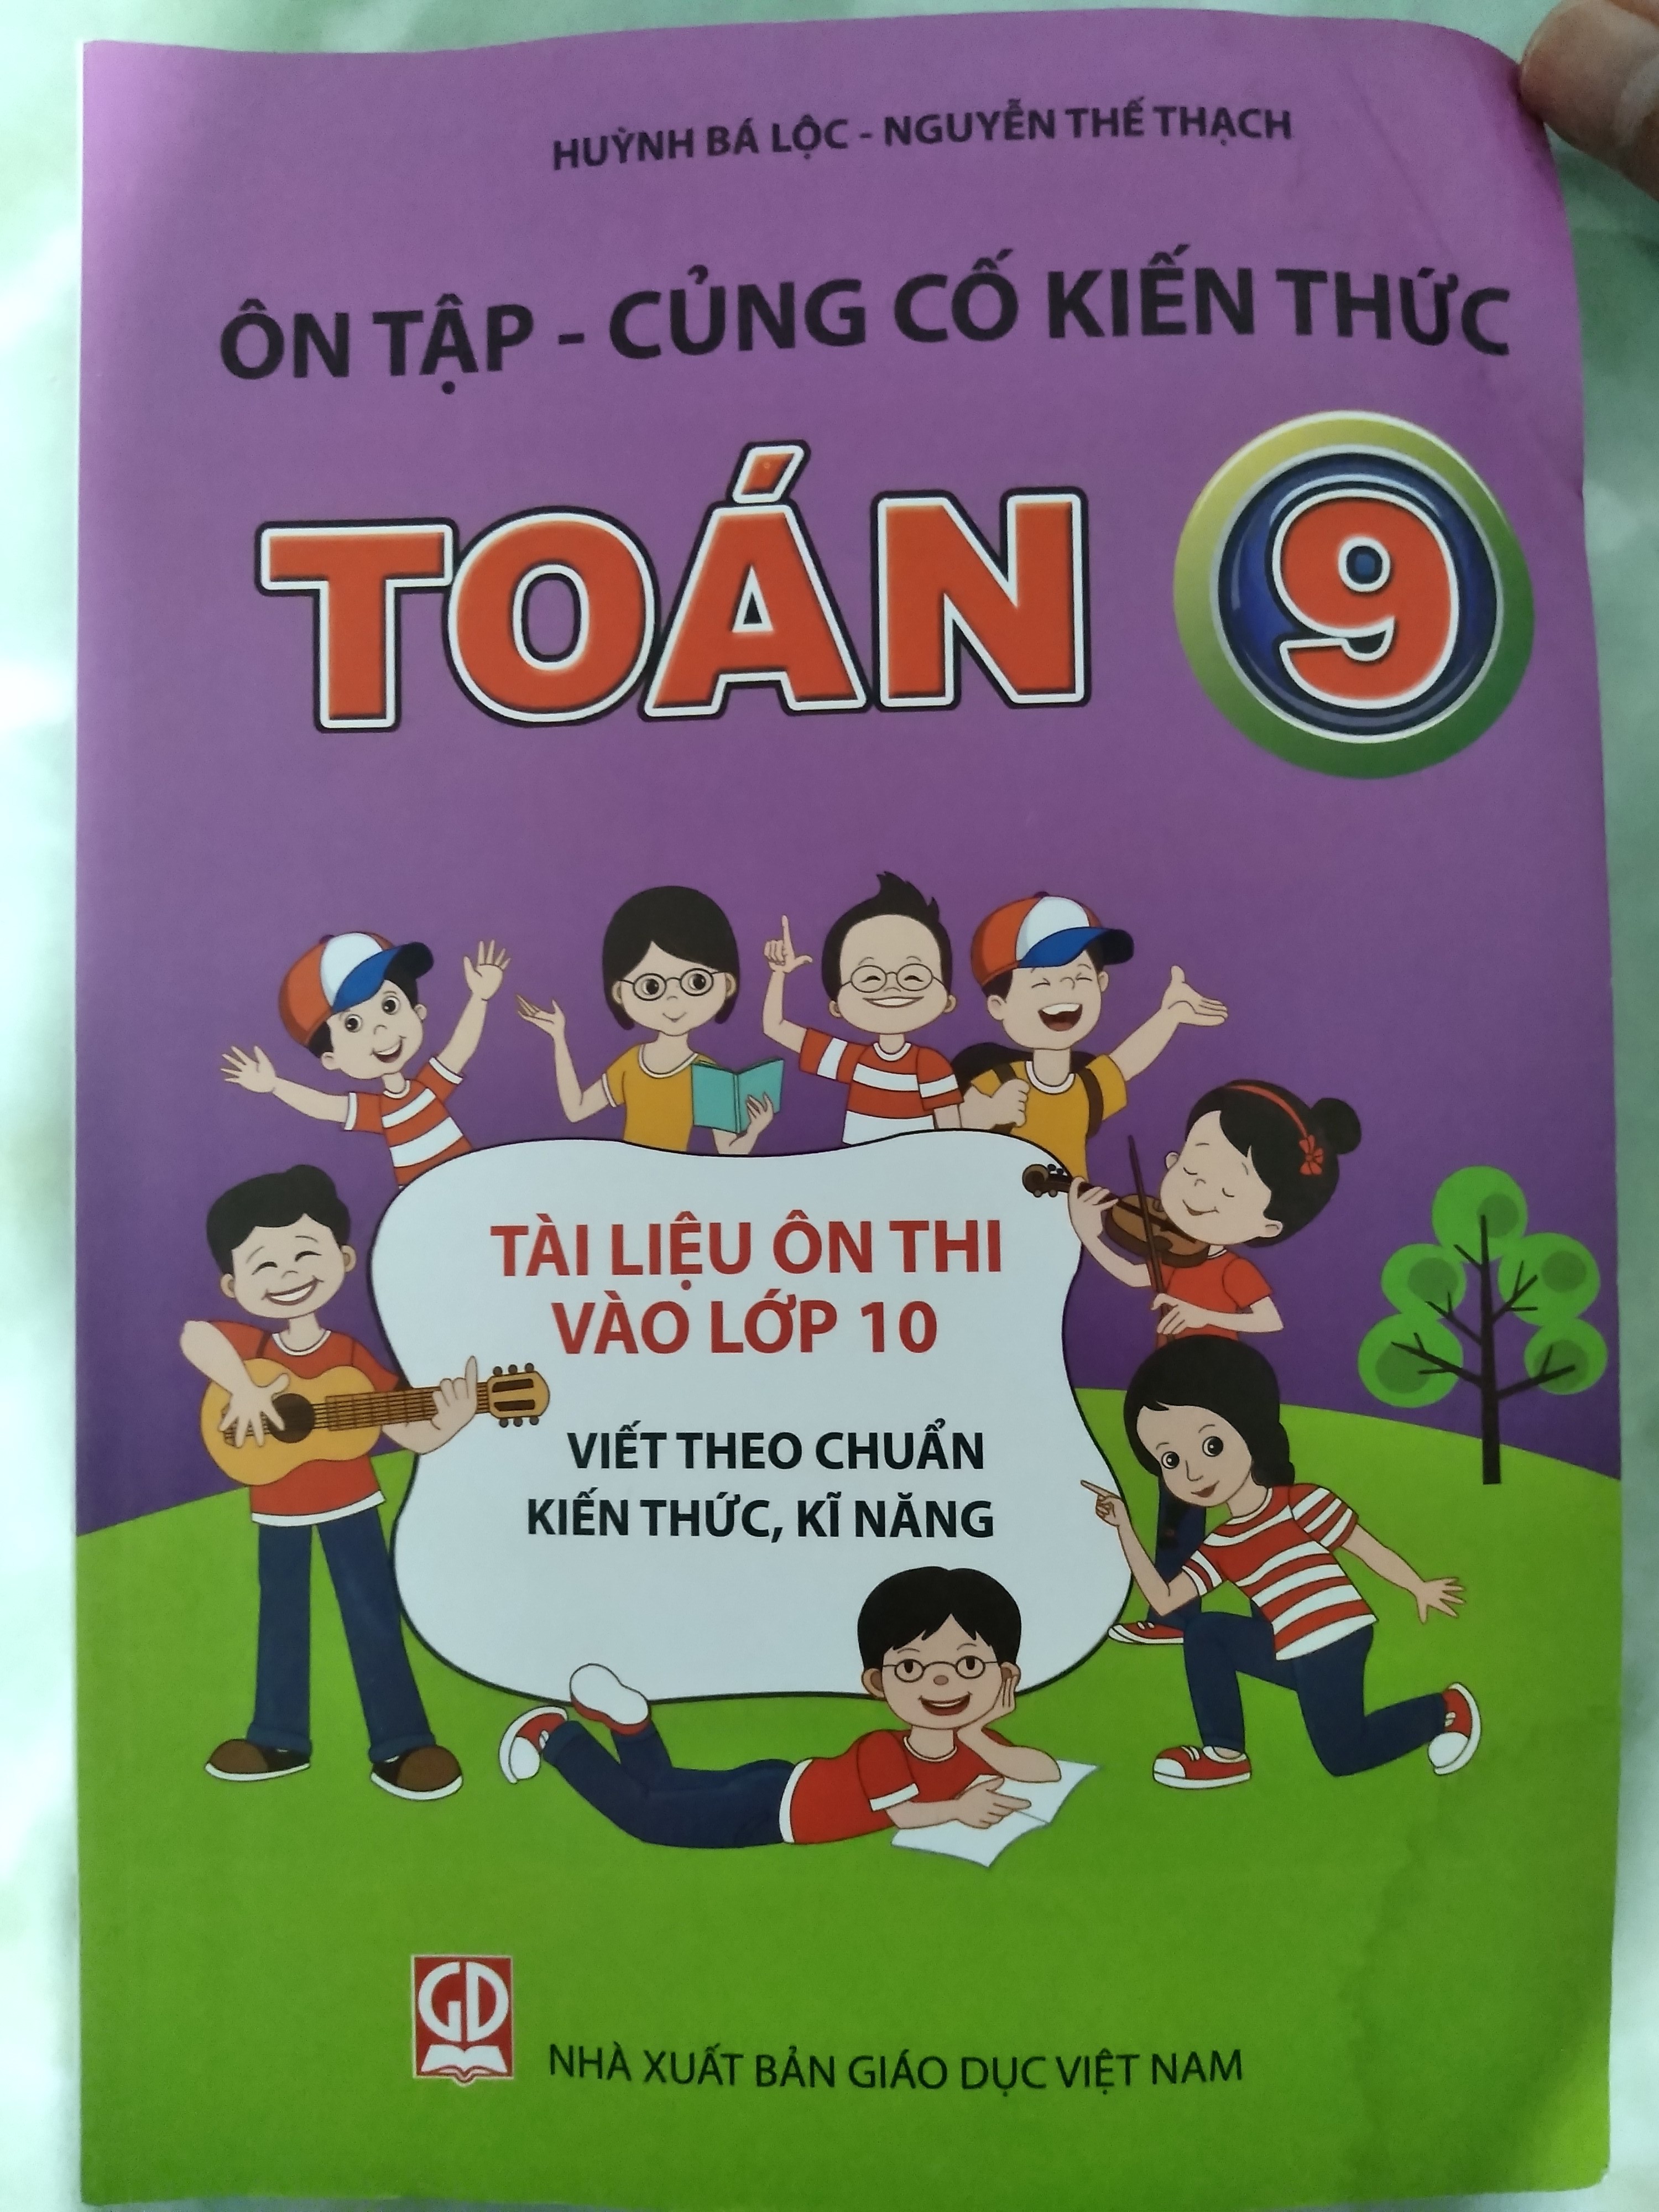 HUỲNH BÁ LỘC - NGUYỄN THẾ THẠCH
ÔN TẬP - CỦNG CỐ KIẾN THỨC
TOÁN 9
TÀI LIỆU ÔN THI
VÀO LỚP 10
VIẾT THEO CHUẨN
KIẾN THỨC, KĨ NĂNG
GD
NHÀ XUẤT BẢN GIÁO DỤC VIỆT NAM